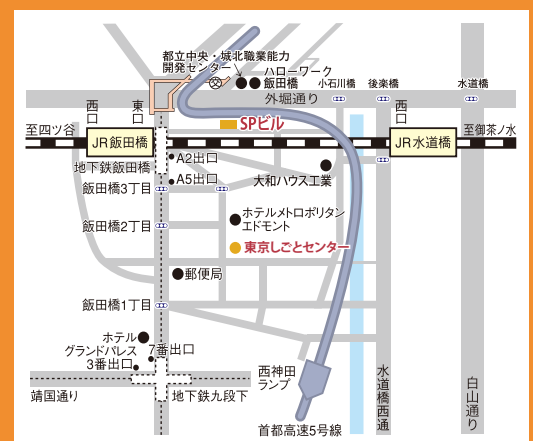 都立中央・城北職業能力
開発センター
ハローワーク
飯田橋
小石川橋
後楽橋
水道橋
外堀通り
西口
東口
西口
SPビル
至四ツ谷
JR飯田橋
JR水道橋
至御茶ノ水
A2出口
地下鉄飯田橋
A5出口
大和ハウス工業
飯田橋3丁目
ホテルメトロポリタン
エドモント
飯田橋2丁目
東京しごとセンター
郵便局
飯田橋1丁目
ホテル
グランドパレス
7番出口
3番出口
西神田
ランプ
水道橋西通
白山通り
靖国通り
地下鉄九段下
首都高速5号線